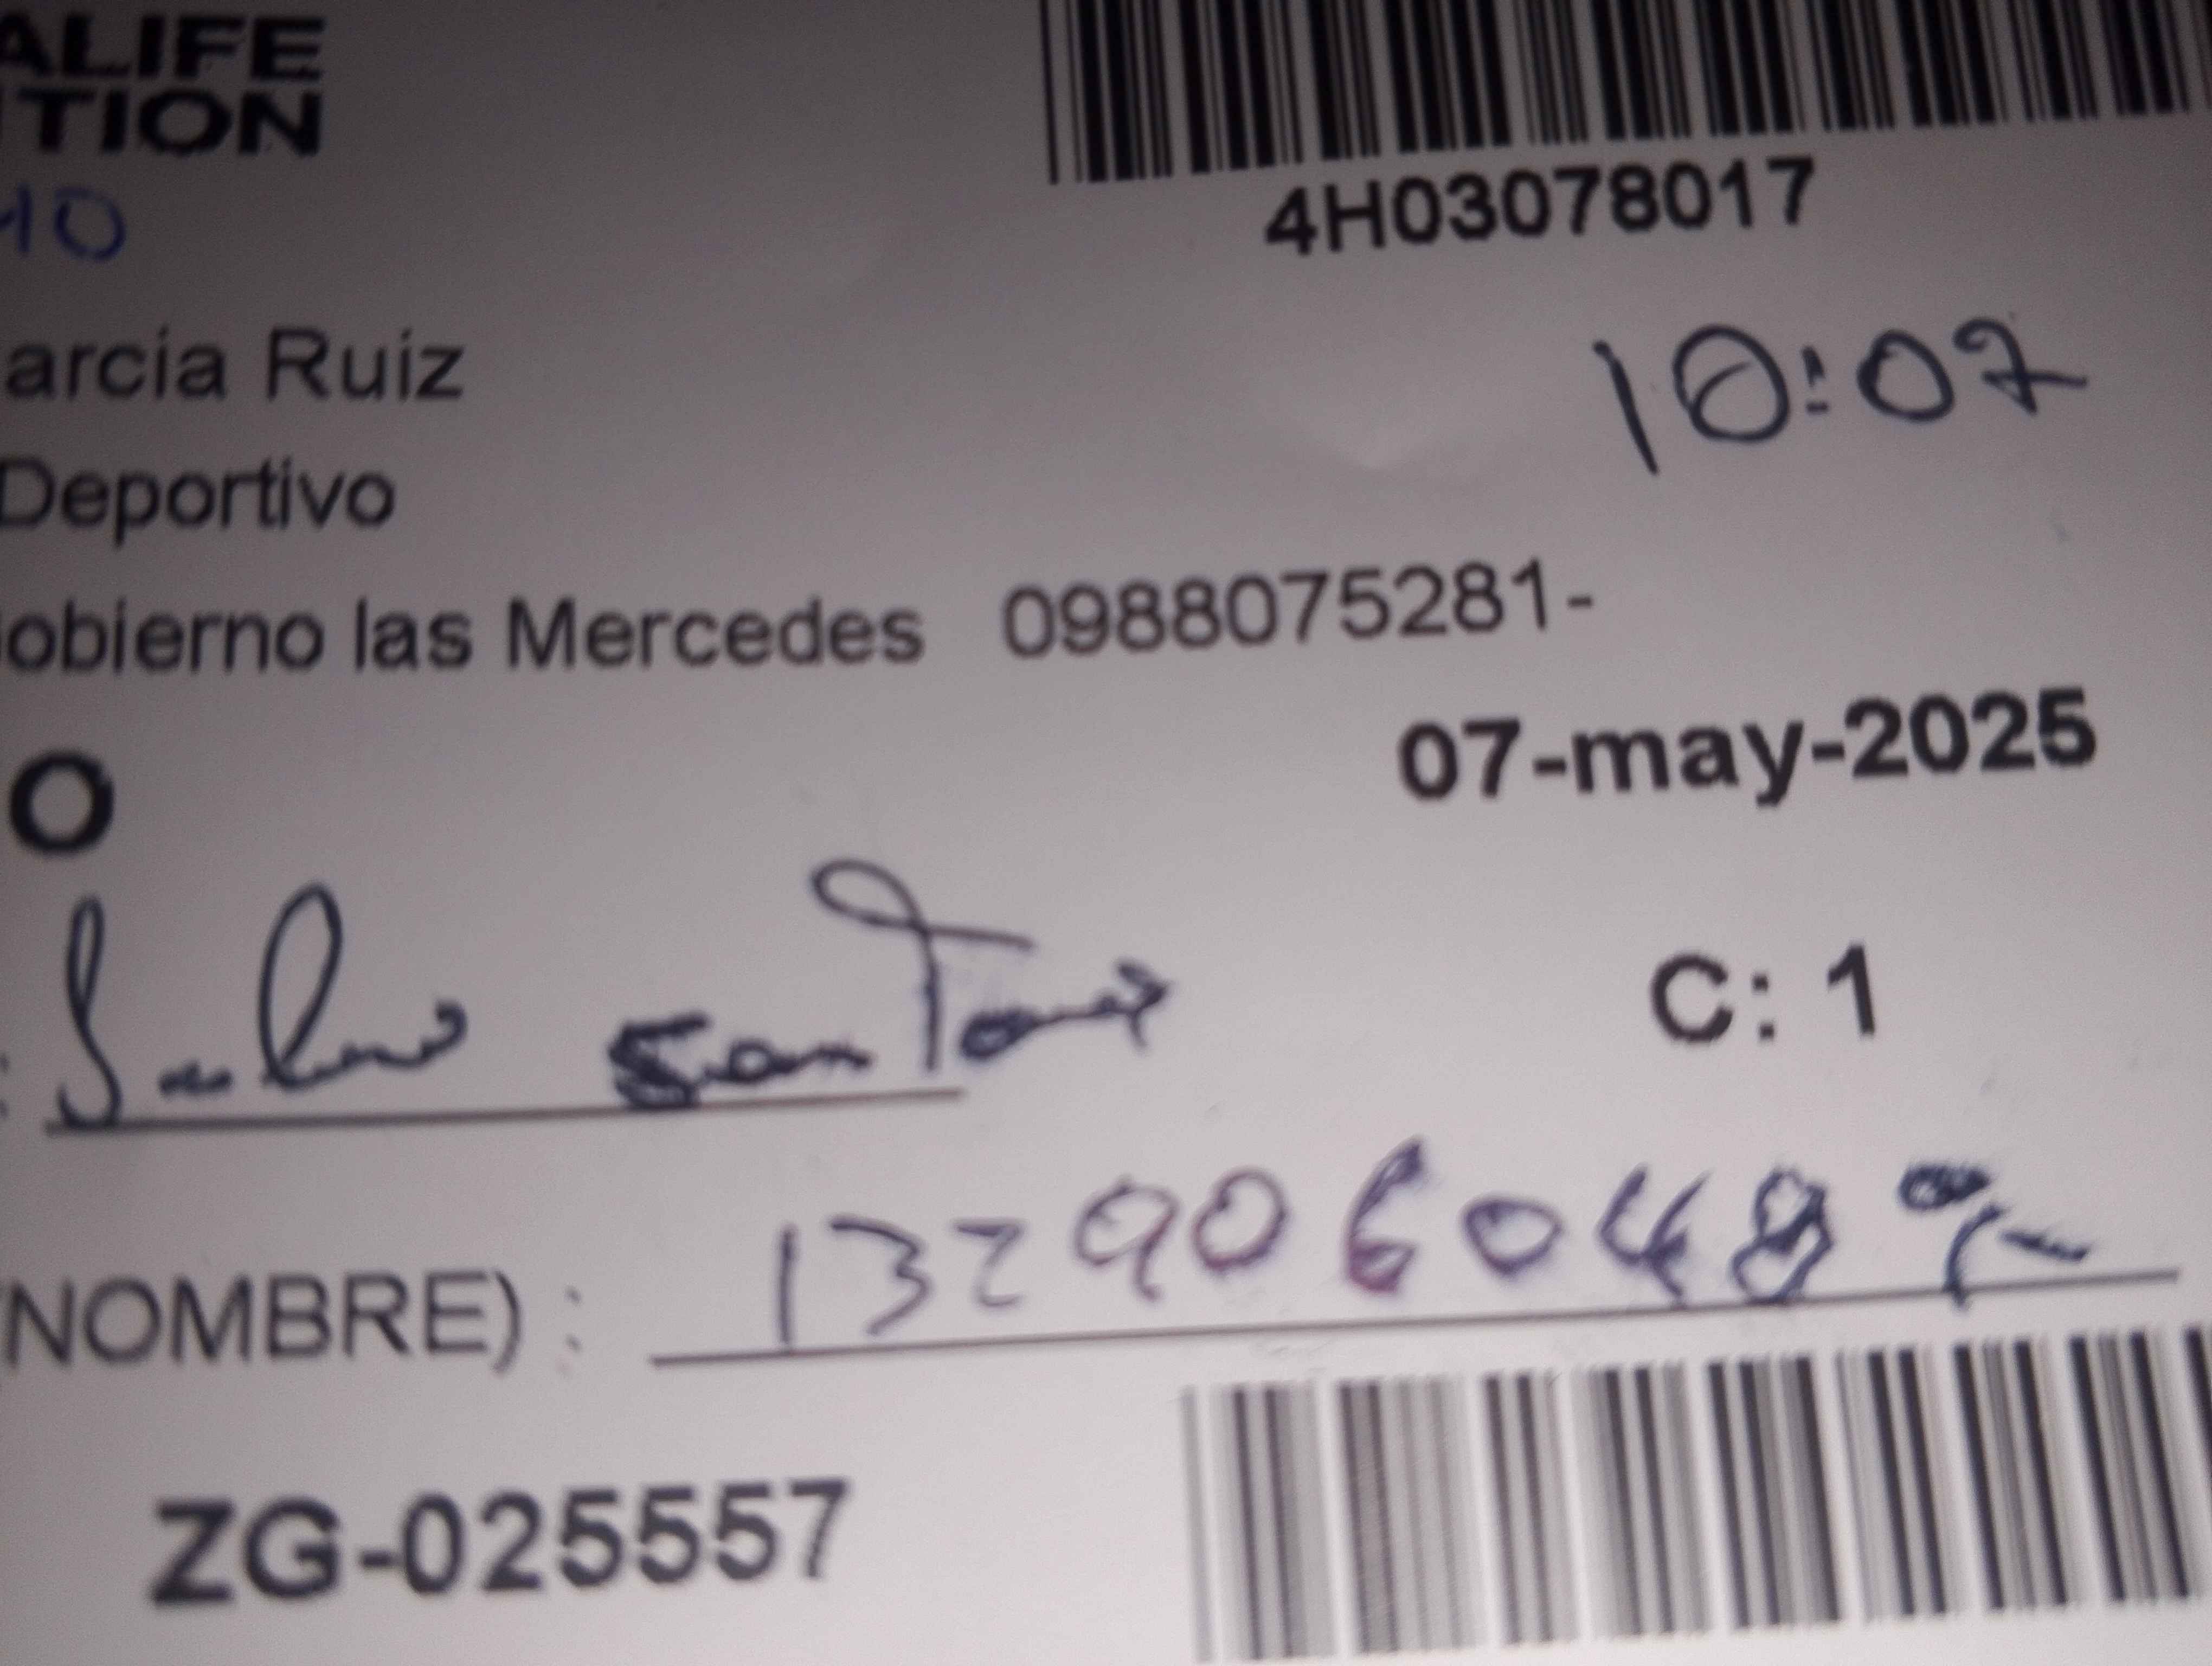 ALIFE
TION
10
4H03078017
10:07
arcia Ruiz
Deportivo
obierno las Mercedes 0988075281-
07-may-2025
O
C: 1
NOMBRE) : 132906048
ZG-025557